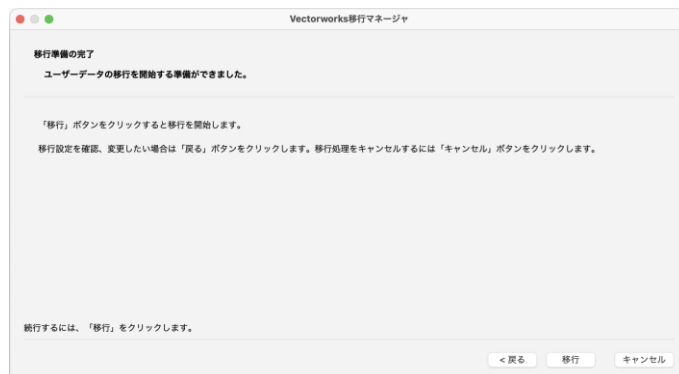 Vectorworks移行マネージャ
移行準備の完了
ユーザーデータの移行を開始する準備ができました。
「移行」ボタンをクリックすると移行を開始します。
移行設定を確認、変更したい場合は「戻る」ボタンをクリックします。移行処理をキャンセルするには「キャンセル」ボタンをクリックします。
続行するには、「移行」をクリックします。
< 戻る 移行 キャンセル